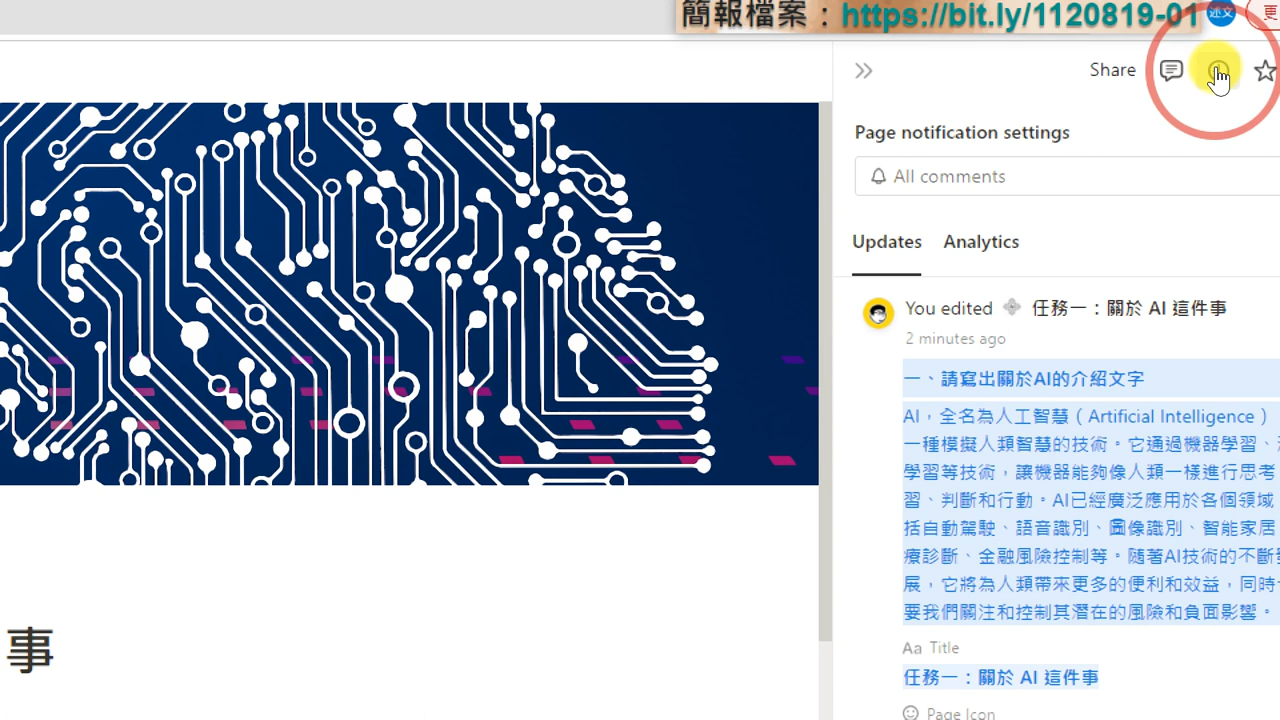 簡報檔案：https://bit.ly/1120819-01
述文
更
Share
Page notification settings
All comments
Updates
Analytics
You edited 任務一：關於 AI 這件事
2 minutes ago
一、請寫出關於AI的介紹文字
AI，全名為人工智慧（Artificial Intelligence）
一種模擬人類智慧的技術。它通過機器學習、
學習等技術，讓機器能夠像人類一樣進行思考
習、判斷和行動。AI已經廣泛應用於各個領域
括自動駕駛、語音識別、圖像識別、智能家居
療診斷、金融風險控制等。隨著AI技術的不斷
展，它將為人類帶來更多的便利和效益，同時
要我們關注和控制其潛在的風險和負面影響。
Aa Title
任務一：關於 AI 這件事
Page Icon
事